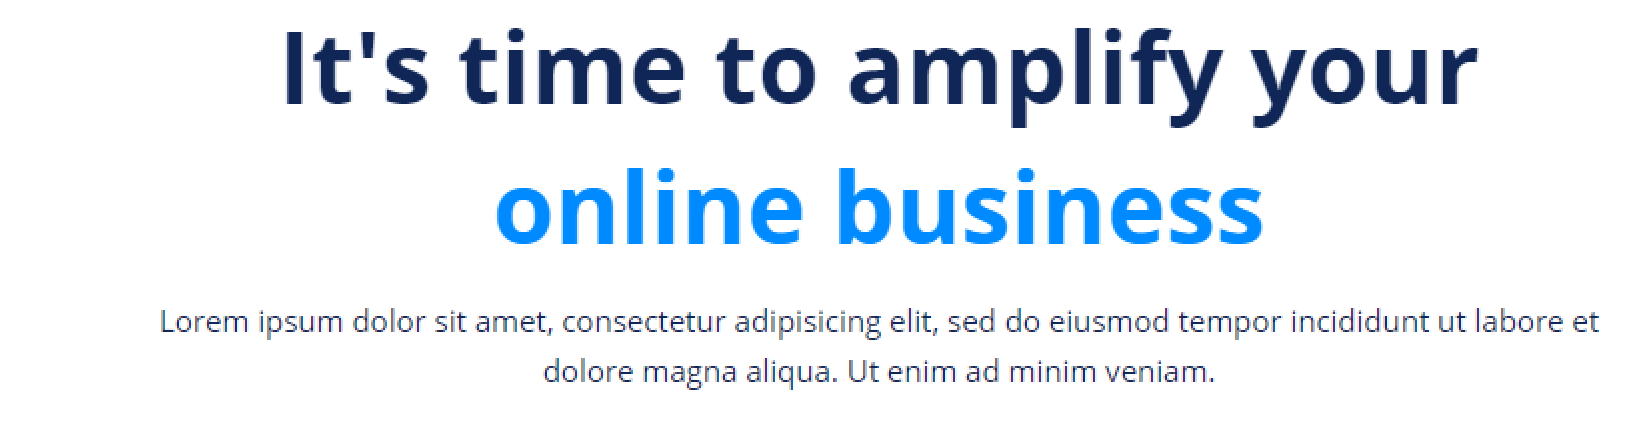 It's time to amplify your
online business
Lorem ipsum dolor sit amet, consectetur adipisicing elit, sed do eiusmod tempor incididunt ut labore et
dolore magna aliqua. Ut enim ad minim veniam.